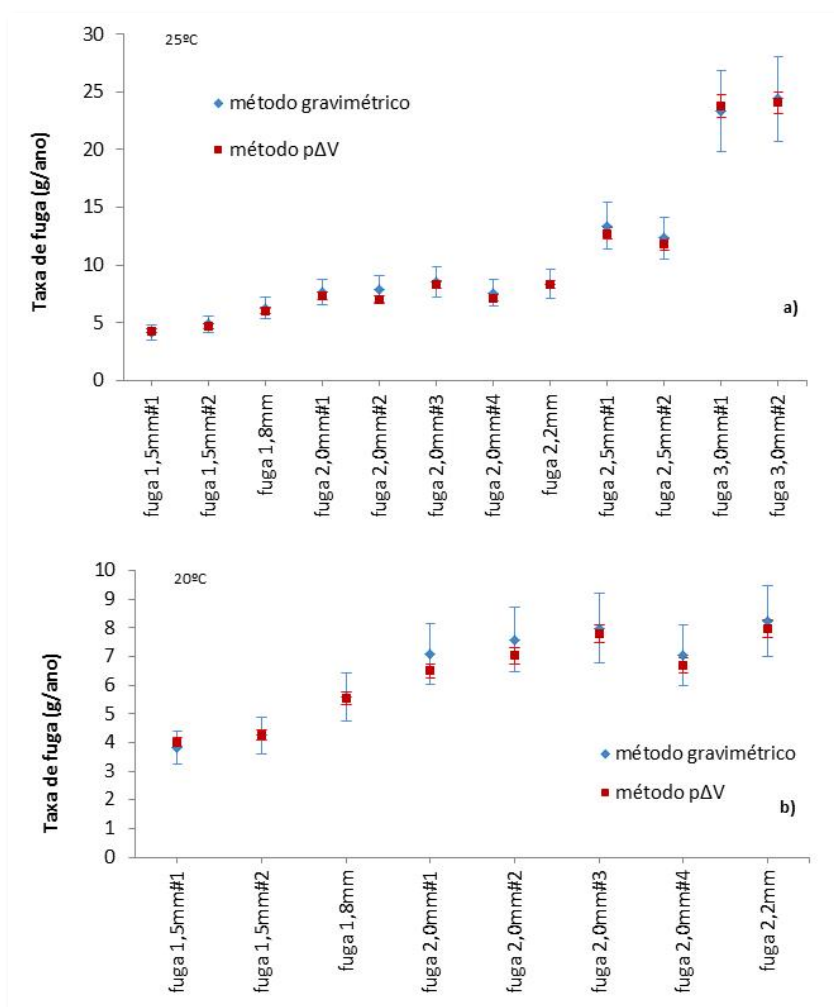 25ºC
Taxa de fuga (g/ano)
30
25
20
15
10
5
0
método gravimétrico
método pΔV
a)
fuga 1,5mm#1
fuga 1,5mm#2
fuga 1,8mm
fuga 2,0mm#1
fuga 2,0mm#2
fuga 2,0mm#3
fuga 2,0mm#4
fuga 2,2mm
fuga 2,5mm#1
fuga 2,5mm#2
fuga 3,0mm#1
fuga 3,0mm#2
20ºC
Taxa de fuga (g/ano)
10
9
8
7
6
5
4
3
2
1
0
método gravimétrico
método pΔV
b)
fuga 1,5mm#1
fuga 1,5mm#2
fuga 1,8mm
fuga 2,0mm#1
fuga 2,0mm#2
fuga 2,0mm#3
fuga 2,0mm#4
fuga 2,2mm